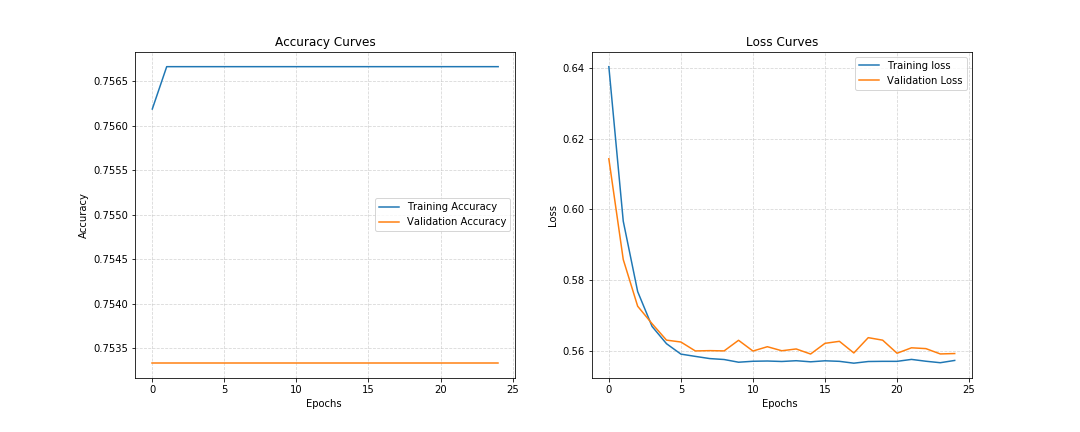 Accuracy Curves
0.7565
0.7560
0.7555
0.7550
0.7545
0.7540
0.7535
Accuracy
0 5 10 15 20 25
Epochs
Training Accuracy
Validation Accuracy
Loss Curves
0.64
0.62
0.60
0.58
0.56
Loss
0 5 10 15 20 25
Epochs
Training loss
Validation Loss